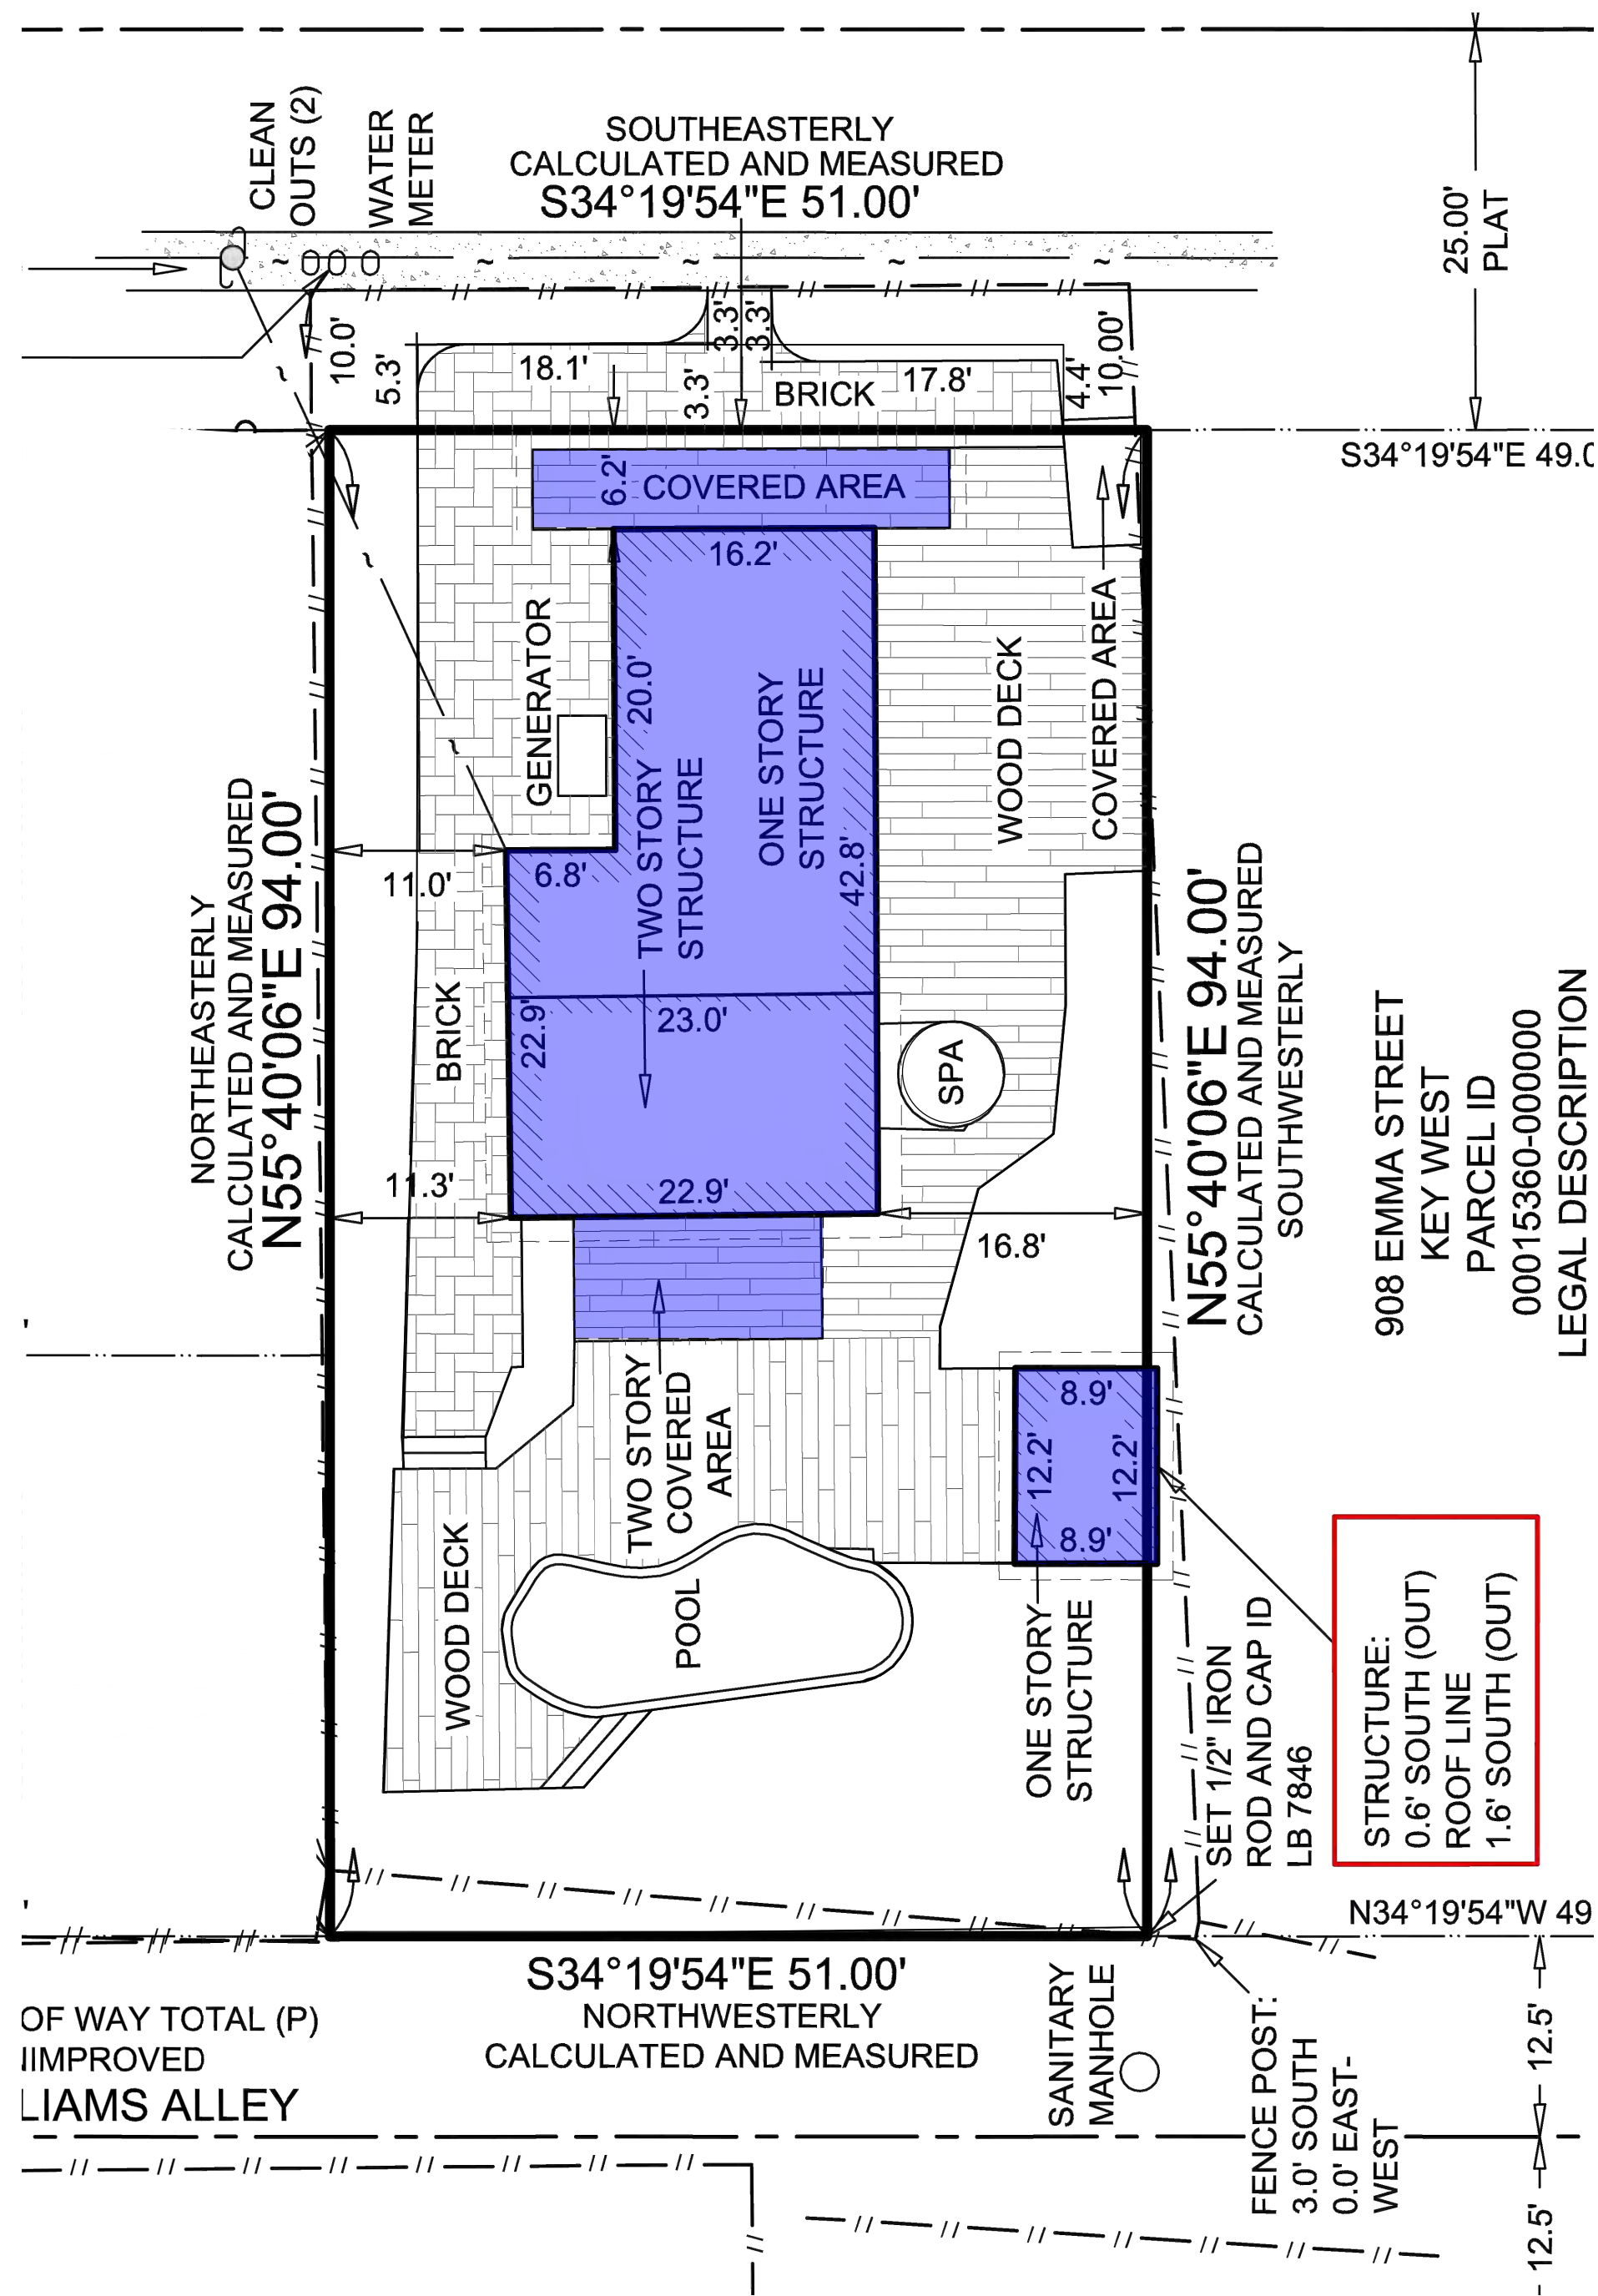 CLEAN
OUTS (2)
WATER
METER
SOUTHEASTERLY
CALCULATED AND MEASURED
S34°19'54"E 51.00'
25.00'
PLAT
10.0'
5.3'
18.1'
3.3'
3.3'
3.3'
BRICK
17.8'
4.4'
10.00'
S34°19'54"E 49.0
6.2'
COVERED AREA
16.2'
GENERATOR
20.0'
TWO STORY
STRUCTURE
ONE STORY
STRUCTURE
42.8'
WOOD DECK
COVERED AREA
NORTHEASTERLY
CALCULATED AND MEASURED
N55°40'06"E 94.00'
11.0'
6.8'
BRICK
22.9'
23.0'
SPA
N55°40'06"E 94.00'
CALCULATED AND MEASURED
SOUTHWESTERLY
908 EMMA STREET
KEY WEST
PARCEL ID
00015360-000000
LEGAL DESCRIPTION
11.3'
22.9'
16.8'
TWO STORY
COVERED
AREA
8.9'
12.2'
12.2'
8.9'
WOOD DECK
POOL
ONE STORY
STRUCTURE
SET 1/2" IRON
ROD AND CAP ID
LB 7846
STRUCTURE:
0.6' SOUTH (OUT)
ROOF LINE
1.6' SOUTH (OUT)
N34°19'54"W 49
S34°19'54"E 51.00'
NORTHWESTERLY
CALCULATED AND MEASURED
OF WAY TOTAL (P)
IIMPROVED
LIAMS ALLEY
SANITARY
MANHOLE
FENCE POST:
3.0' SOUTH
0.0' EAST-
WEST
12.5'
12.5'